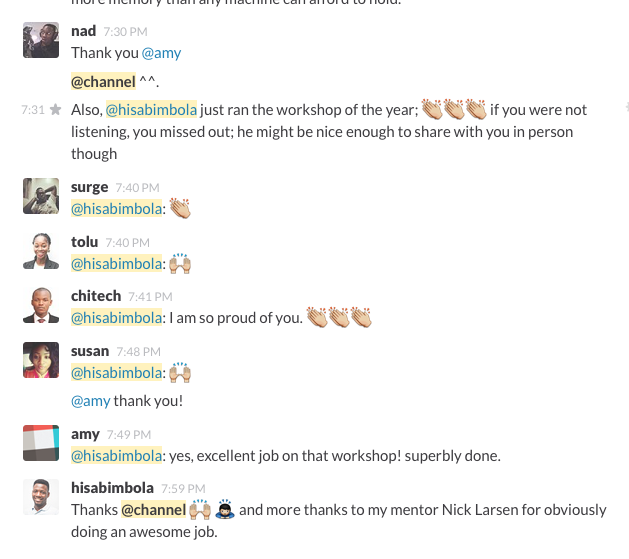 more memory than any machine can afford to hold.
nad 7:30 PM
Thank you @amy
@channel ^^.
7:31 Also, @hisabimbola just ran the workshop of the year; 👏👏👏 if you were not
listening, you missed out; he might be nice enough to share with you in person
though
surge 7:40 PM
@hisabimbola: 👏
tolu 7:40 PM
@hisabimbola: 🙌
chitech 7:41 PM
@hisabimbola: I am so proud of you. 👏👏👏
susan 7:48 PM
@hisabimbola: 🙌
@amy thank you!
amy 7:49 PM
@hisabimbola: yes, excellent job on that workshop! superbly done.
hisabimbola 7:59 PM
Thanks @channel 🙌 🙇 and more thanks to my mentor Nick Larsen for obviously
doing an awesome job.